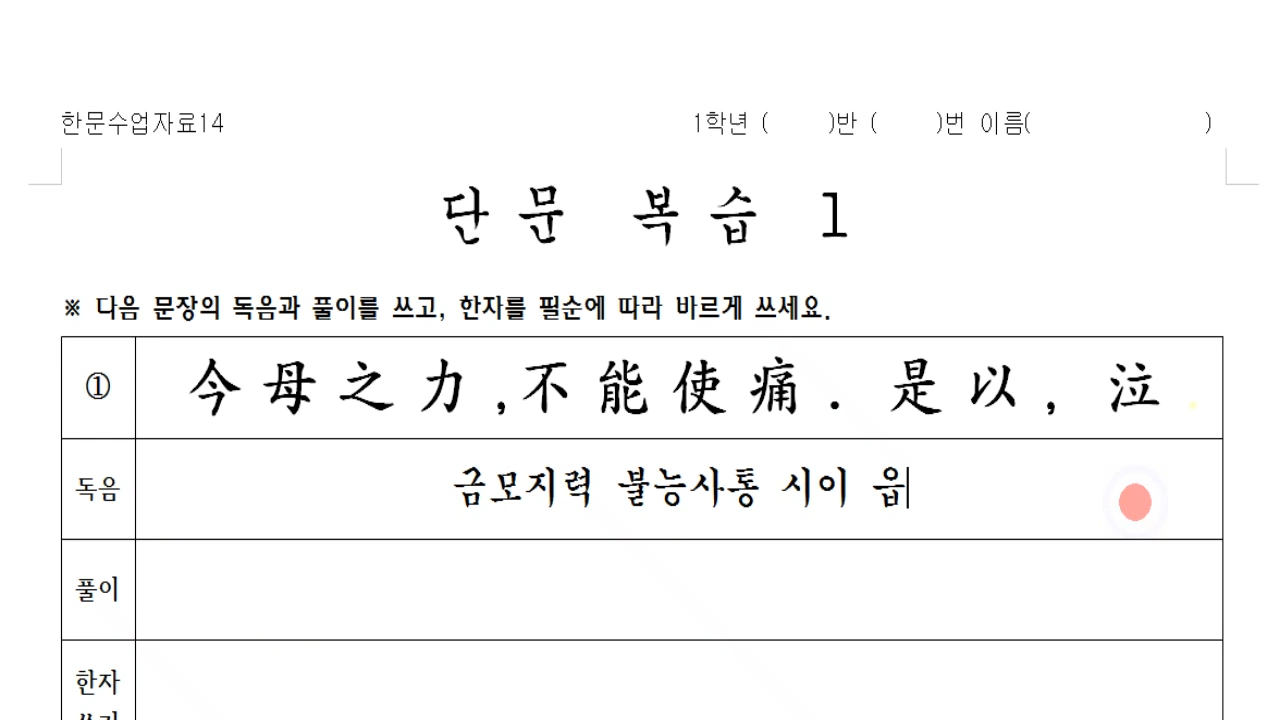 한문수업자료14 1학년 ( )반 ( )번 이름( )
단문 복습 1
※ 다음 문장의 독음과 풀이를 쓰고, 한자를 필순에 따라 바르게 쓰세요.
① 今母之力,不能使痛. 是以, 泣.
독음 금모지력 불능사통 시이 읍
풀이
한자